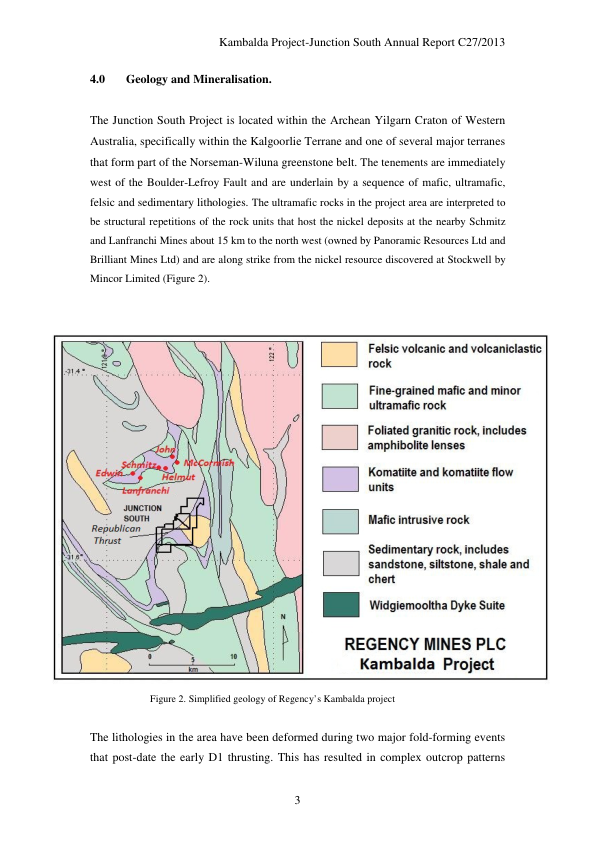 Kambalda Project-Junction South Annual Report C27/2013
4.0 Geology and Mineralisation.
The Junction South Project is located within the Archean Yilgarn Craton of Western
Australia, specifically within the Kalgoorlie Terrane and one of several major terranes
that form part of the Norseman-Wiluna greenstone belt. The tenements are immediately
west of the Boulder-Lefroy Fault and are underlain by a sequence of mafic, ultramafic,
felsic and sedimentary lithologies. The ultramafic rocks in the project area are interpreted to
be structural repetitions of the rock units that host the nickel deposits at the nearby Schmitz
and Lanfranchi Mines about 15 km to the north west (owned by Panoramic Resources Ltd and
Brilliant Mines Ltd) and are along strike from the nickel resource discovered at Stockwell by
Mincor Limited (Figure 2).
122 °
-31.4 °
John
Schmitz
McCormish
Edwin
Helmut
Lanfranchi
JUNCTION
SOUTH
Republican
Thrust
-31.6°
N
0 5 10
km
Felsic volcanic and volcaniclastic
rock
Fine-grained mafic and minor
ultramafic rock
Foliated granitic rock, includes
amphibolite lenses
Komatiite and komatiite flow
units
Mafic intrusive rock
Sedimentary rock, includes
sandstone, siltstone, shale and
chert
Widgiemooltha Dyke Suite
REGENCY MINES PLC
Kambalda Project
Figure 2. Simplified geology of Regency's Kambalda project
The lithologies in the area have been deformed during two major fold-forming events
that post-date the early D1 thrusting. This has resulted in complex outcrop patterns
3